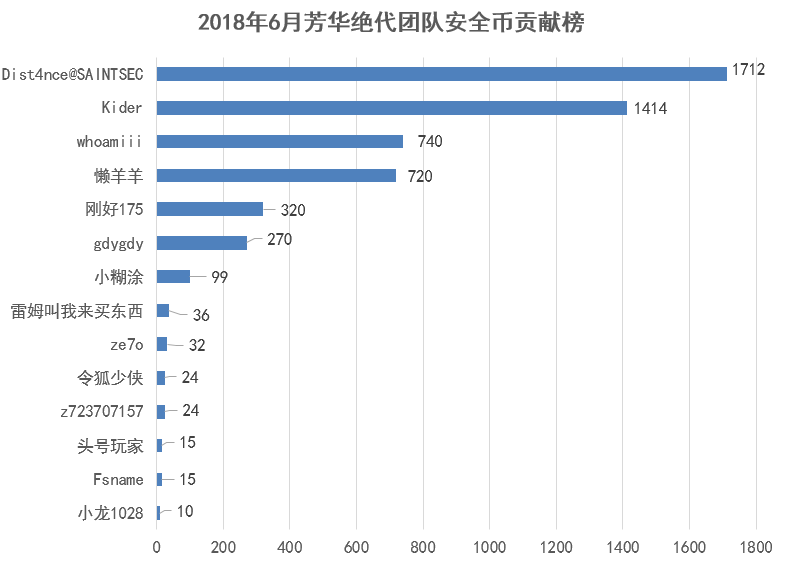 2018年6月芳华绝代团队安全币贡献榜
Dist4nce@SAINTSEC 1712
Kider 1414
whoamiii 740
懒羊羊 720
刚好175 320
gdygdy 270
小糊涂 99
雷姆叫我来买东西 36
ze7o 32
令狐少侠 24
z723707157 24
头号玩家 15
Fsname 15
小龙1028 10
0 200 400 600 800 1000 1200 1400 1600 1800